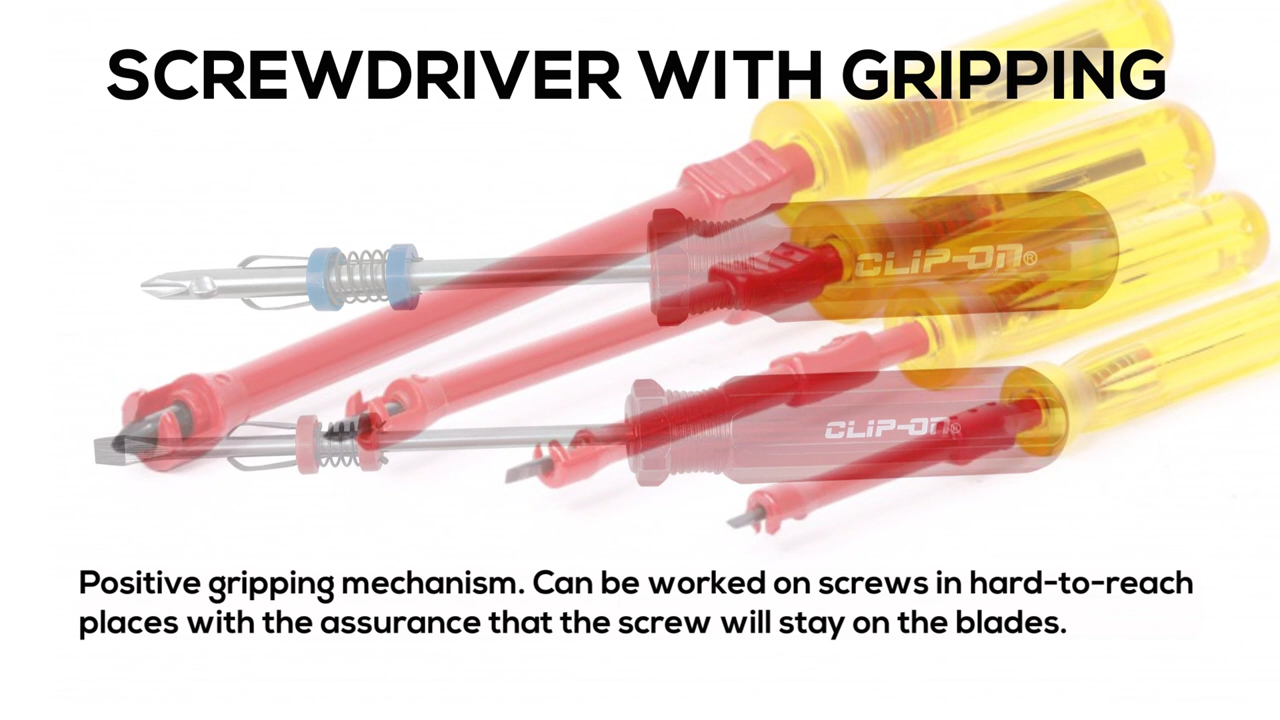 SCREWDRIVER WITH GRIPPING
CLIP-ON®
CLIP-ON®
Positive gripping mechanism. Can be worked on screws in hard-to-reach
places with the assurance that the screw will stay on the blades.